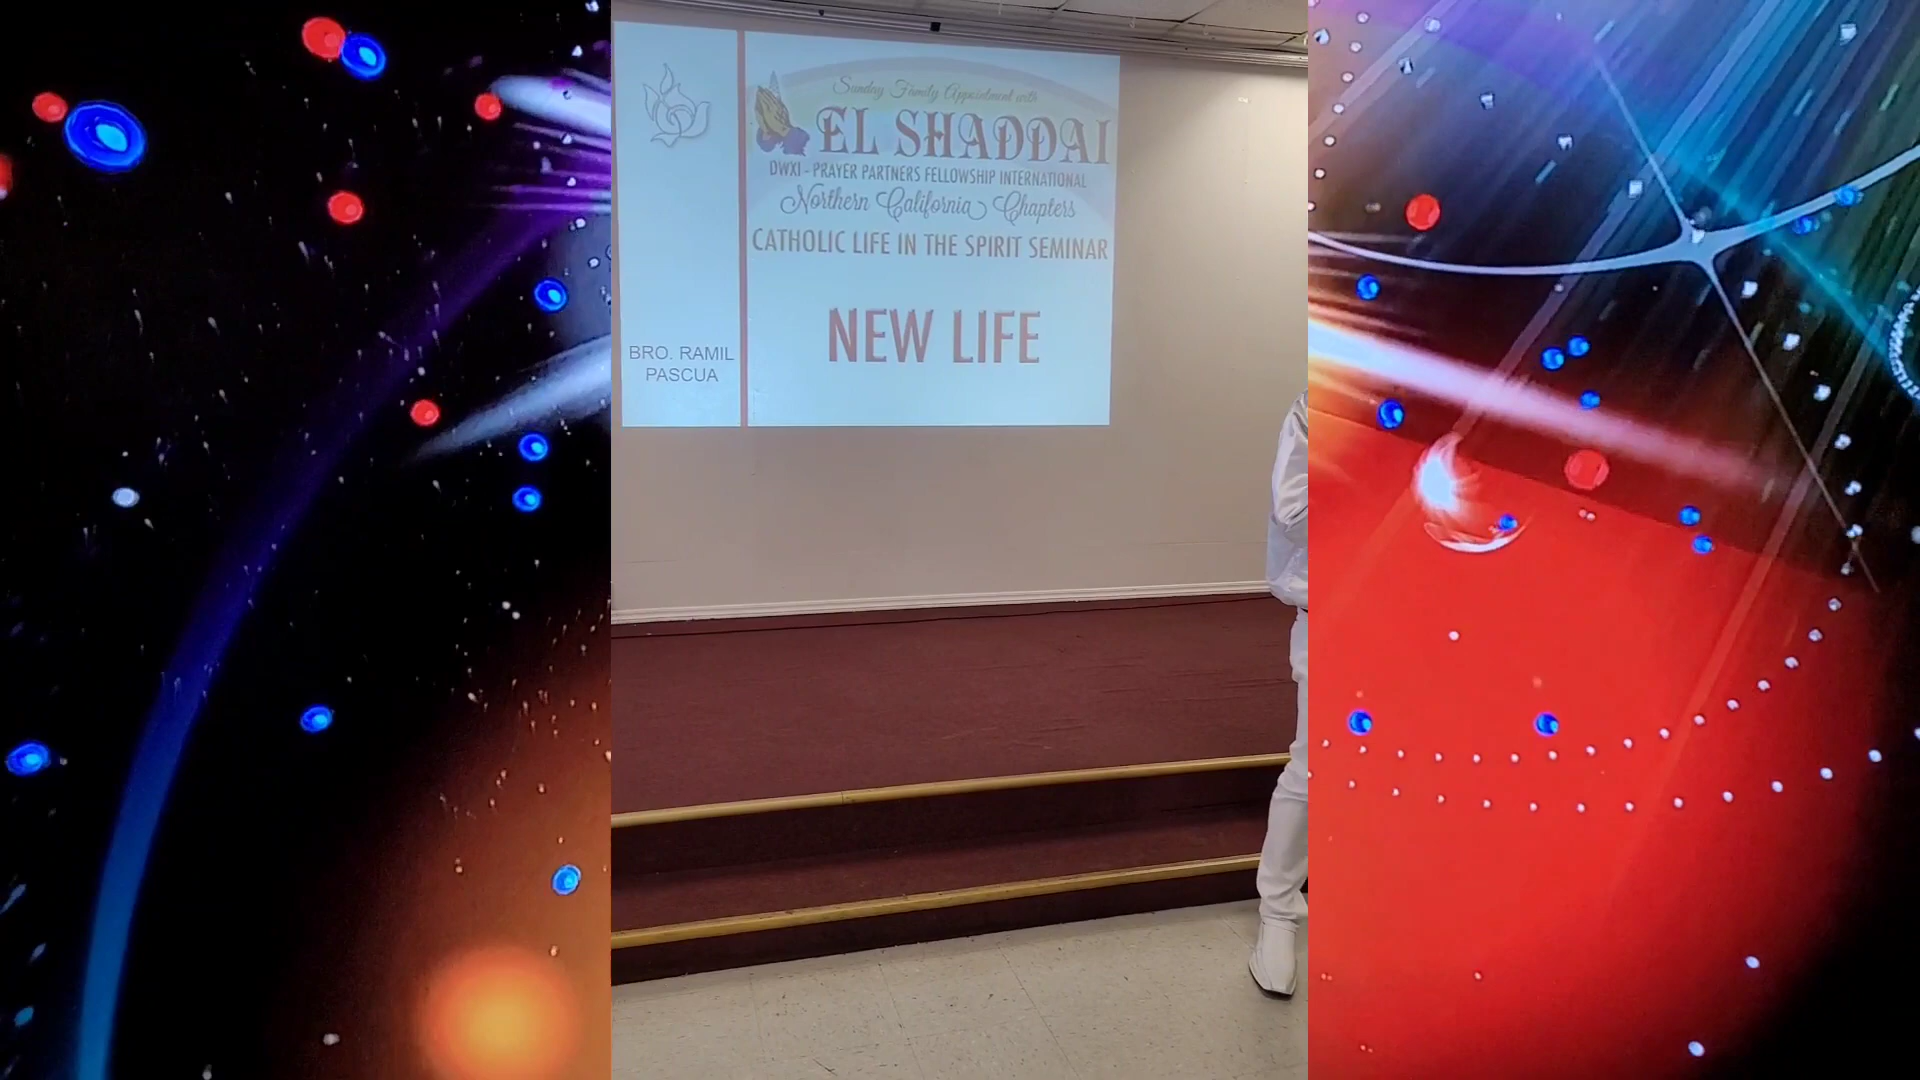 Sunday Family Appointment with
EL SHADDAI
DWXI - PRAYER PARTNERS FELLOWSHIP INTERNATIONAL
Northern California Chapters
CATHOLIC LIFE IN THE SPIRIT SEMINAR
NEW LIFE
BRO. RAMIL
PASCUA